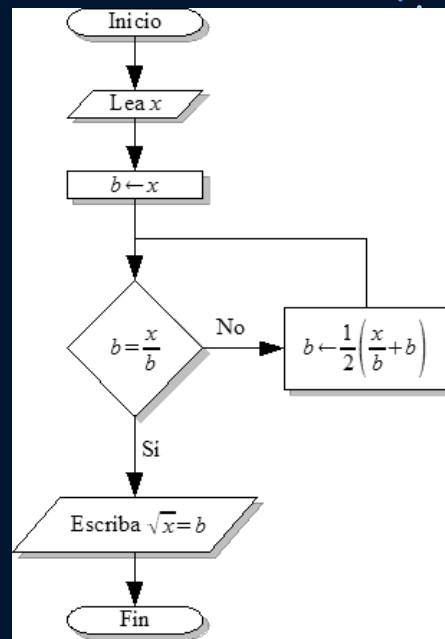 Inicio
Lea x
b ← x
b = x/b
No
b ← 1/2 (x/b + b)
Sí
Escriba √x = b
Fin